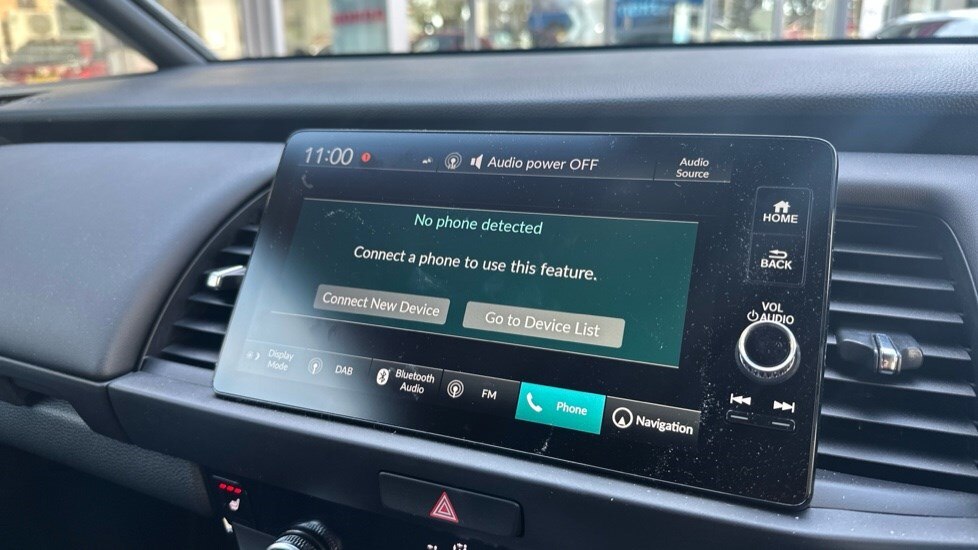 11:00
Audio power OFF
Audio
Source
No phone detected
Connect a phone to use this feature.
Connect New Device
Go to Device List
HOME
BACK
VOL
AUDIO
Display
Mode
DAB
Bluetooth
Audio
FM
Phone
Navigation